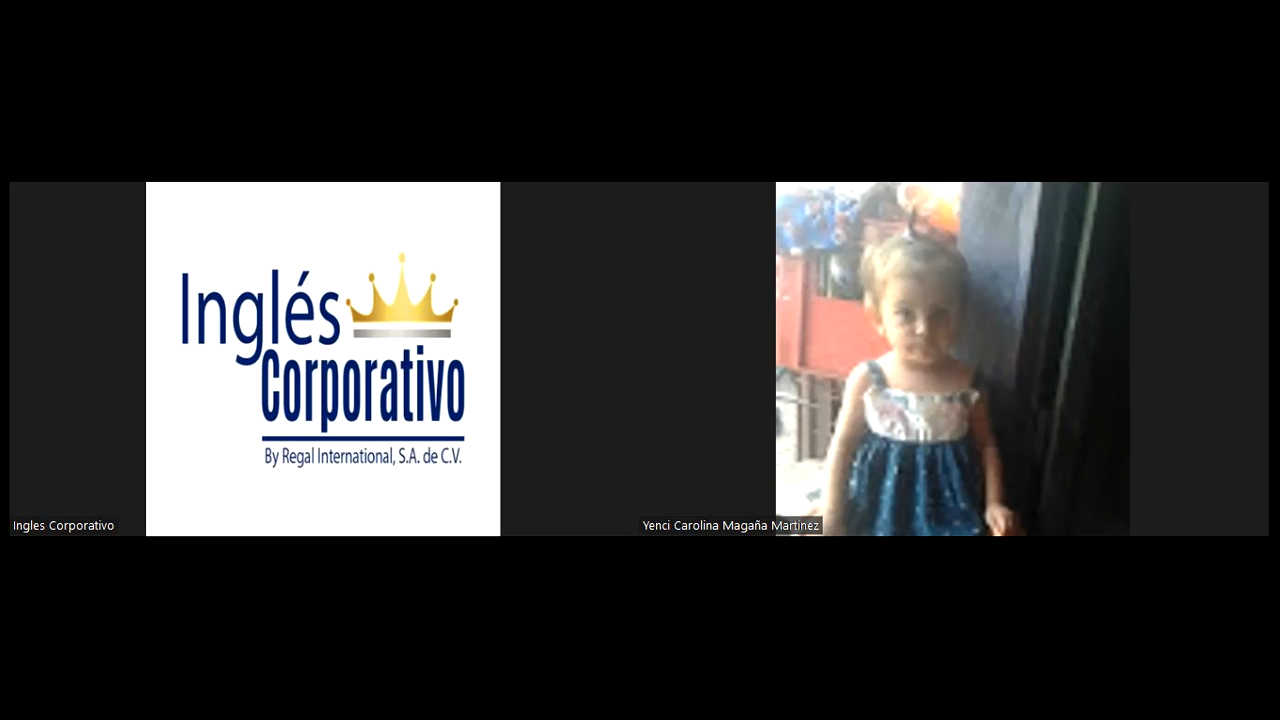 Inglés
Corporativo
By Regal International, S.A. de C.V.
Ingles Corporativo
Yenci Carolina Magaña Martinez